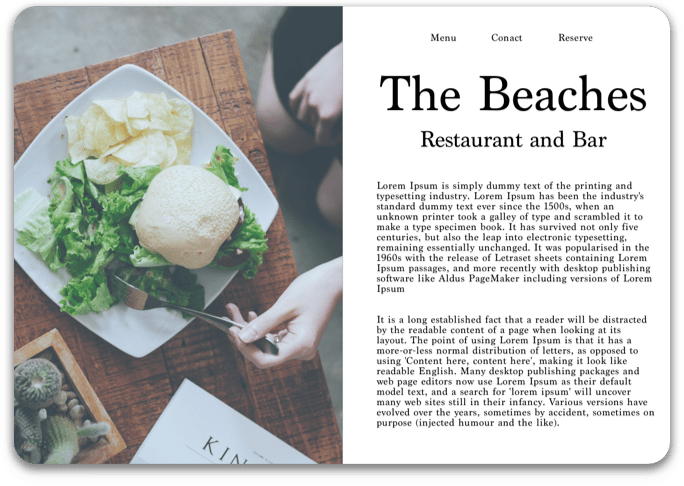 Menu Conact Reserve
The Beaches
Restaurant and Bar
Lorem Ipsum is simply dummy text of the printing and
typesetting industry. Lorem Ipsum has been the industry's
standard dummy text ever since the 1500s, when an
unknown printer took a galley of type and scrambled it to
make a type specimen book. It has survived not only five
centuries, but also the leap into electronic typesetting,
remaining essentially unchanged. It was popularised in the
1960s with the release of Letraset sheets containing Lorem
Ipsum passages, and more recently with desktop publishing
software like Aldus PageMaker including versions of Lorem
Ipsum
It is a long established fact that a reader will be distracted
by the readable content of a page when looking at its
layout. The point of using Lorem Ipsum is that it has a
more-or-less normal distribution of letters, as opposed to
using 'Content here, content here', making it look like
readable English. Many desktop publishing packages and
web page editors now use Lorem Ipsum as their default
model text, and a search for 'lorem ipsum' will uncover
many web sites still in their infancy. Various versions have
evolved over the years, sometimes by accident, sometimes on
purpose (injected humour and the like).
KIN